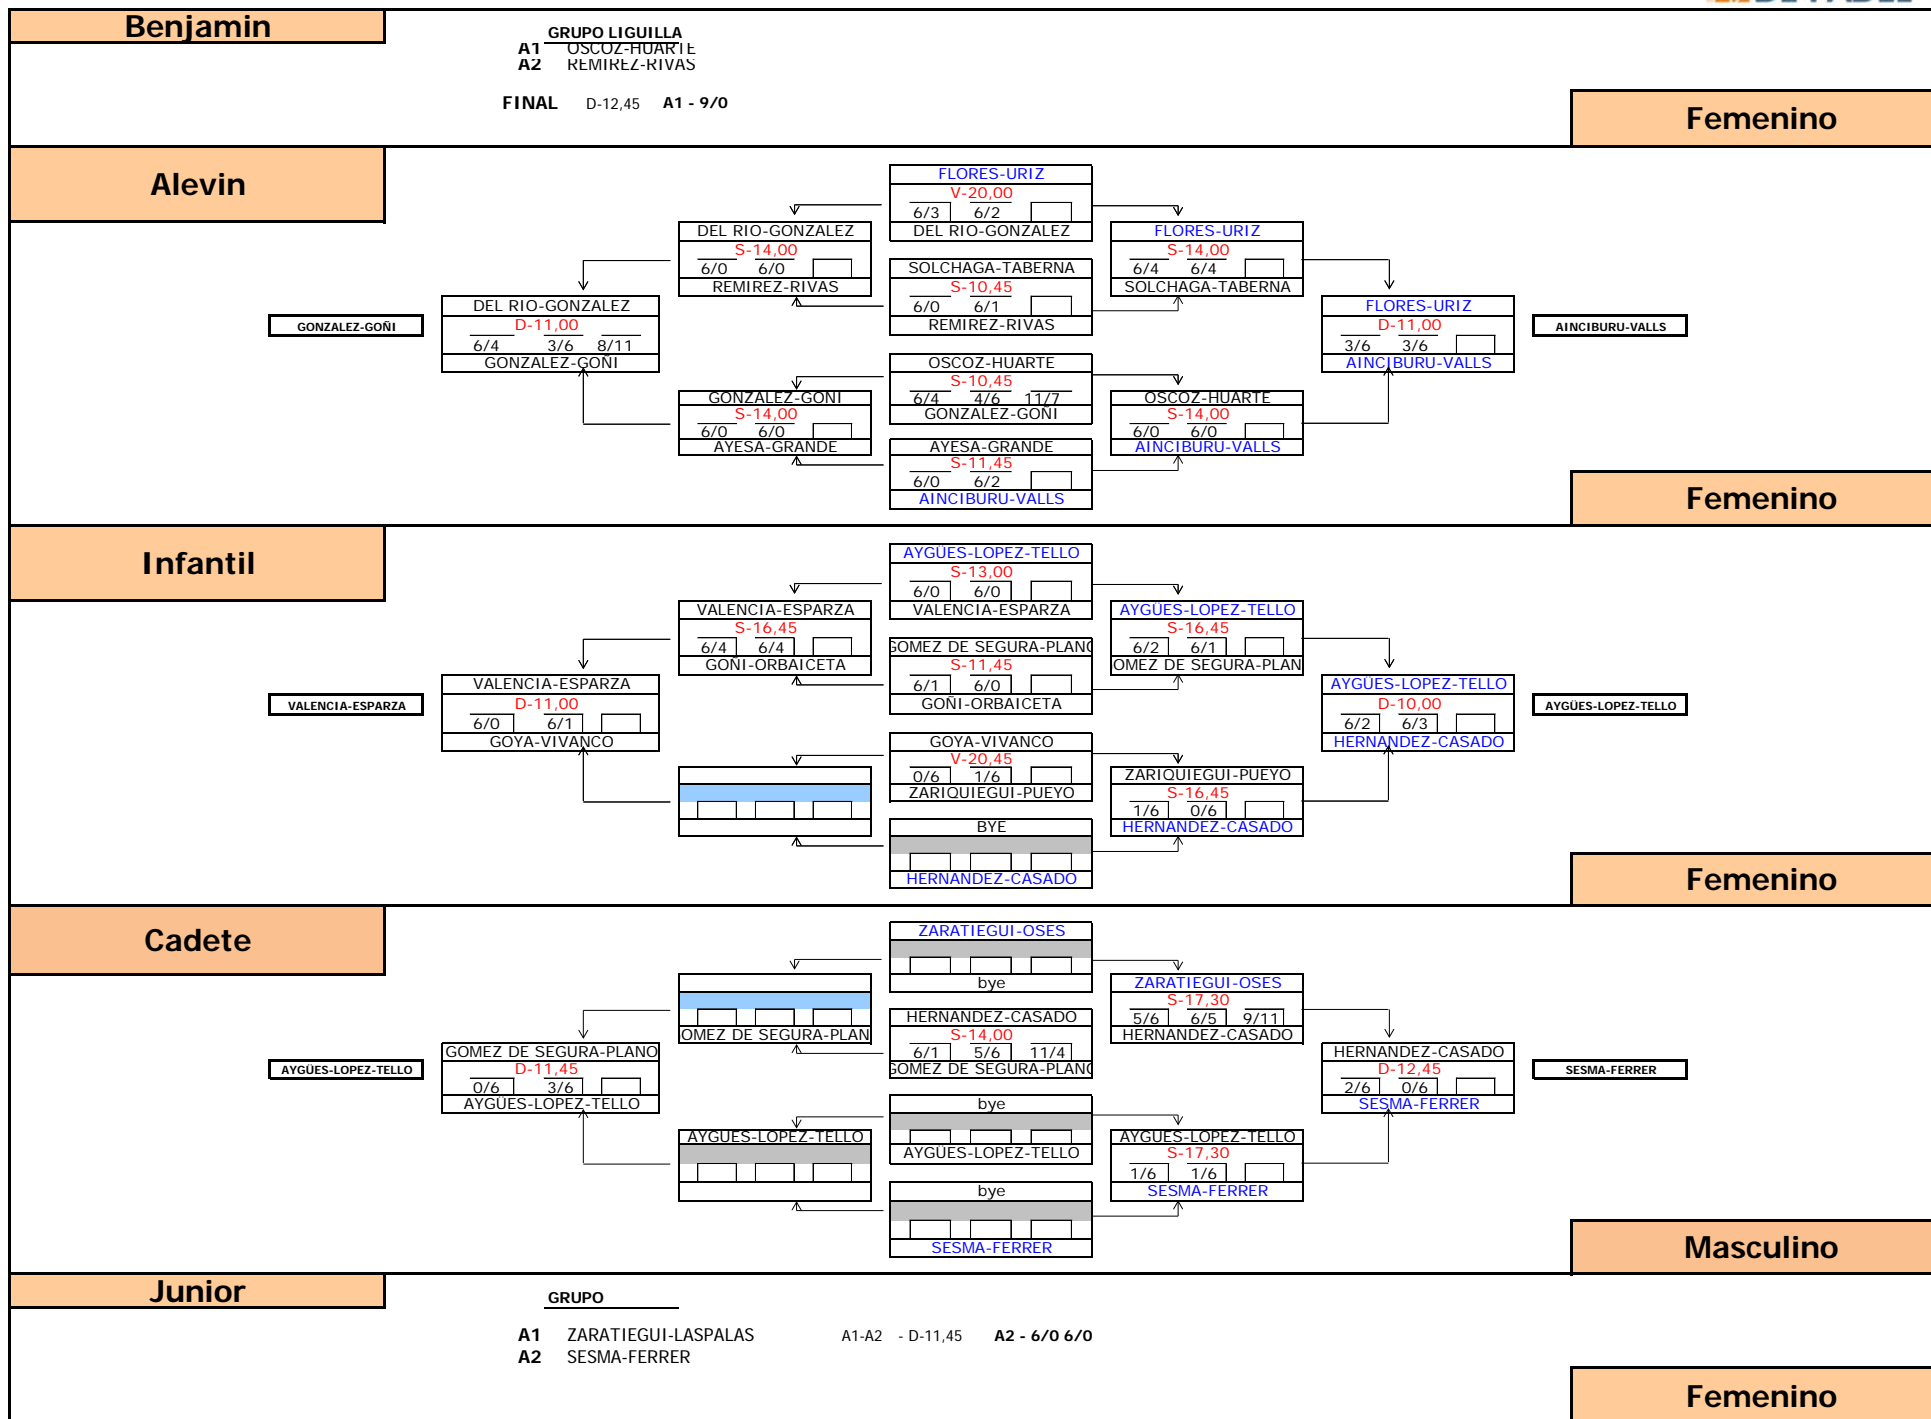 Benjamin
GRUPO LIGUILLA
A1 OSCOZ-HUARTE
A2 REMIREZ-RIVAS
FINAL D-12,45 A1 - 9/0
Femenino
Alevin
FLORES-URIZ
V-20,00
6/3 6/2
DEL RIO-GONZALEZ
DEL RIO-GONZALEZ
S-14,00
6/0 6/0
REMIREZ-RIVAS
FLORES-URIZ
S-14,00
6/4 6/4
SOLCHAGA-TABERNA
SOLCHAGA-TABERNA
S-10,45
6/0 6/1
REMIREZ-RIVAS
DEL RIO-GONZALEZ
D-11,00
6/4 3/6 8/11
GONZALEZ-GOÑI
GONZALEZ-GOÑI
FLORES-URIZ
D-11,00
3/6 3/6
AINCIBURU-VALLS
AINCIBURU-VALLS
OSCOZ-HUARTE
S-10,45
6/4 4/6 11/7
GONZALEZ-GOÑI
GONZALEZ-GOÑI
S-14,00
6/0 6/0
AYESA-GRANDE
OSCOZ-HUARTE
S-14,00
6/0 6/0
AINCIBURU-VALLS
AYESA-GRANDE
S-11,45
6/0 6/2
AINCIBURU-VALLS
Femenino
Infantil
AYGÜES-LOPEZ-TELLO
S-13,00
6/0 6/0
VALENCIA-ESPARZA
VALENCIA-ESPARZA
S-16,45
6/4 6/4
GOÑI-ORBAICETA
AYGÜES-LOPEZ-TELLO
S-16,45
6/2 6/1
OMEZ DE SEGURA-PLAN
GOMEZ DE SEGURA-PLANO
S-11,45
6/1 6/0
GOÑI-ORBAICETA
VALENCIA-ESPARZA
VALENCIA-ESPARZA
D-11,00
6/0 6/1
GOYA-VIVANCO
AYGÜES-LOPEZ-TELLO
D-10,00
6/2 6/3
HERNANDEZ-CASADO
AYGÜES-LOPEZ-TELLO
GOYA-VIVANCO
V-20,45
0/6 1/6
ZARIQUIEGUI-PUEYO
ZARIQUIEGUI-PUEYO
S-16,45
1/6 0/6
HERNANDEZ-CASADO
BYE
HERNANDEZ-CASADO
Femenino
Cadete
ZARATIEGUI-OSES
bye
OMEZ DE SEGURA-PLAN
ZARATIEGUI-OSES
S-17,30
5/6 6/5 9/11
HERNANDEZ-CASADO
HERNANDEZ-CASADO
S-14,00
6/1 5/6 11/4
GOMEZ DE SEGURA-PLANO
GOMEZ DE SEGURA-PLANO
D-11,45
0/6 3/6
AYGÜES-LOPEZ-TELLO
AYGÜES-LOPEZ-TELLO
HERNANDEZ-CASADO
D-12,45
2/6 0/6
SESMA-FERRER
SESMA-FERRER
bye
AYGÜES-LOPEZ-TELLO
AYGÜES-LOPEZ-TELLO
AYGÜES-LOPEZ-TELLO
S-17,30
1/6 1/6
SESMA-FERRER
bye
SESMA-FERRER
Masculino
Junior
GRUPO
A1 ZARATIEGUI-LASPALAS A1-A2 - D-11,45 A2 - 6/0 6/0
A2 SESMA-FERRER
Femenino